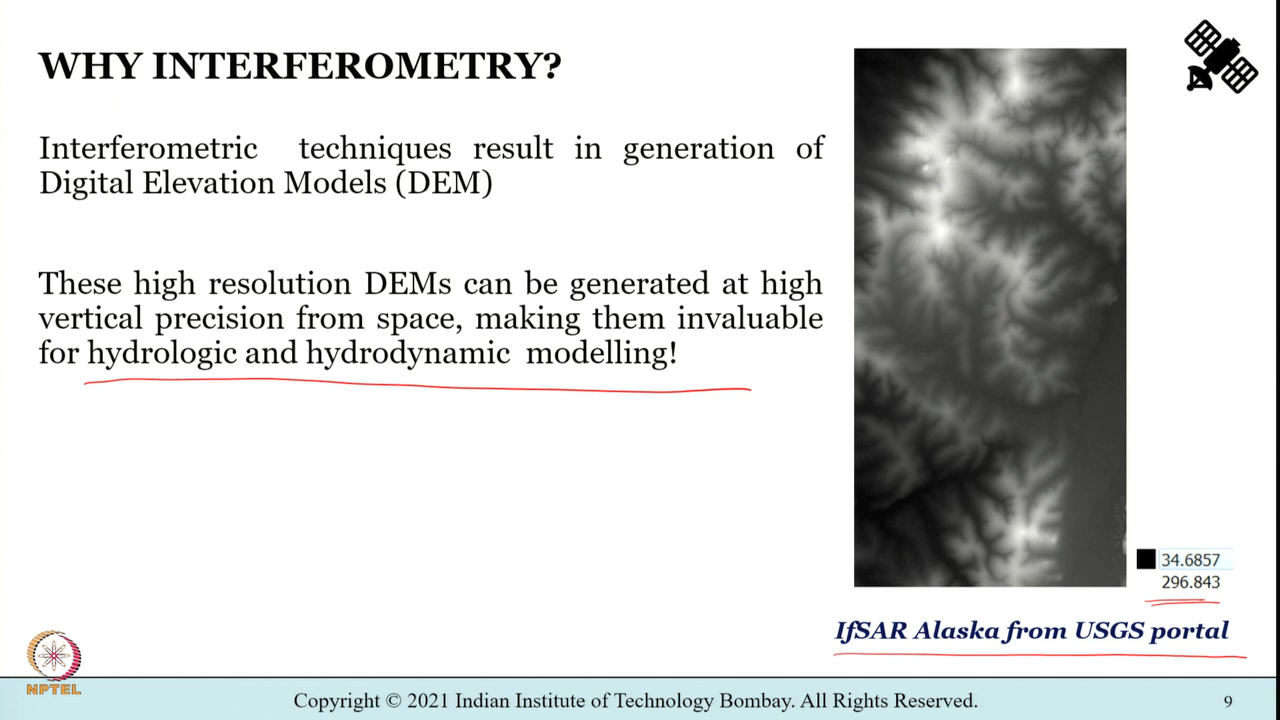 WHY INTERFEROMETRY?
Interferometric techniques result in generation of
Digital Elevation Models (DEM)
These high resolution DEMs can be generated at high
vertical precision from space, making them invaluable
for hydrologic and hydrodynamic modelling!
34.6857
296.843
IfSAR Alaska from USGS portal
NPTEL
Copyright © 2021 Indian Institute of Technology Bombay. All Rights Reserved.
9